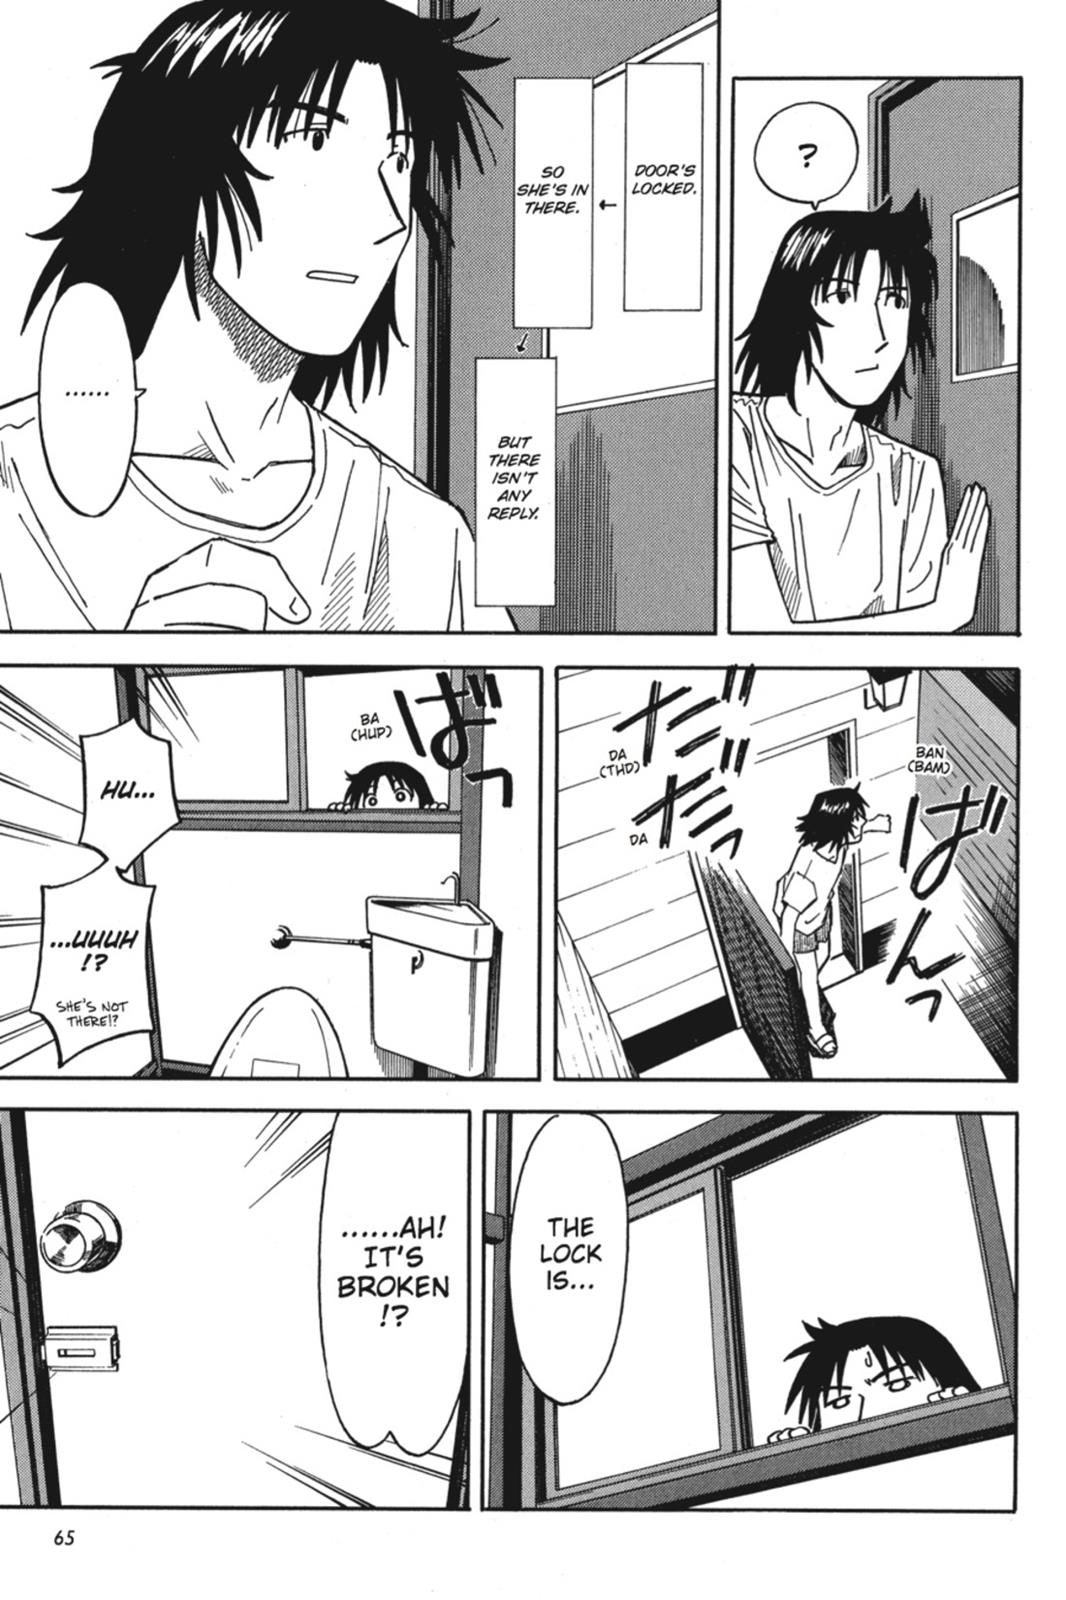 ?
DOOR'S
LOCKED.
←
SO
SHE'S IN
THERE.
↓
BUT
THERE
ISN'T
ANY
REPLY.
......
BAN
(BAM)
ばんっ
DA
(THD)
DA
だだだだっ
BA
(HUP)
ばっ
HU...
...UUUH
!?
SHE'S NOT
THERE!?
THE
LOCK
IS...
......AH!
IT'S
BROKEN
!?
65